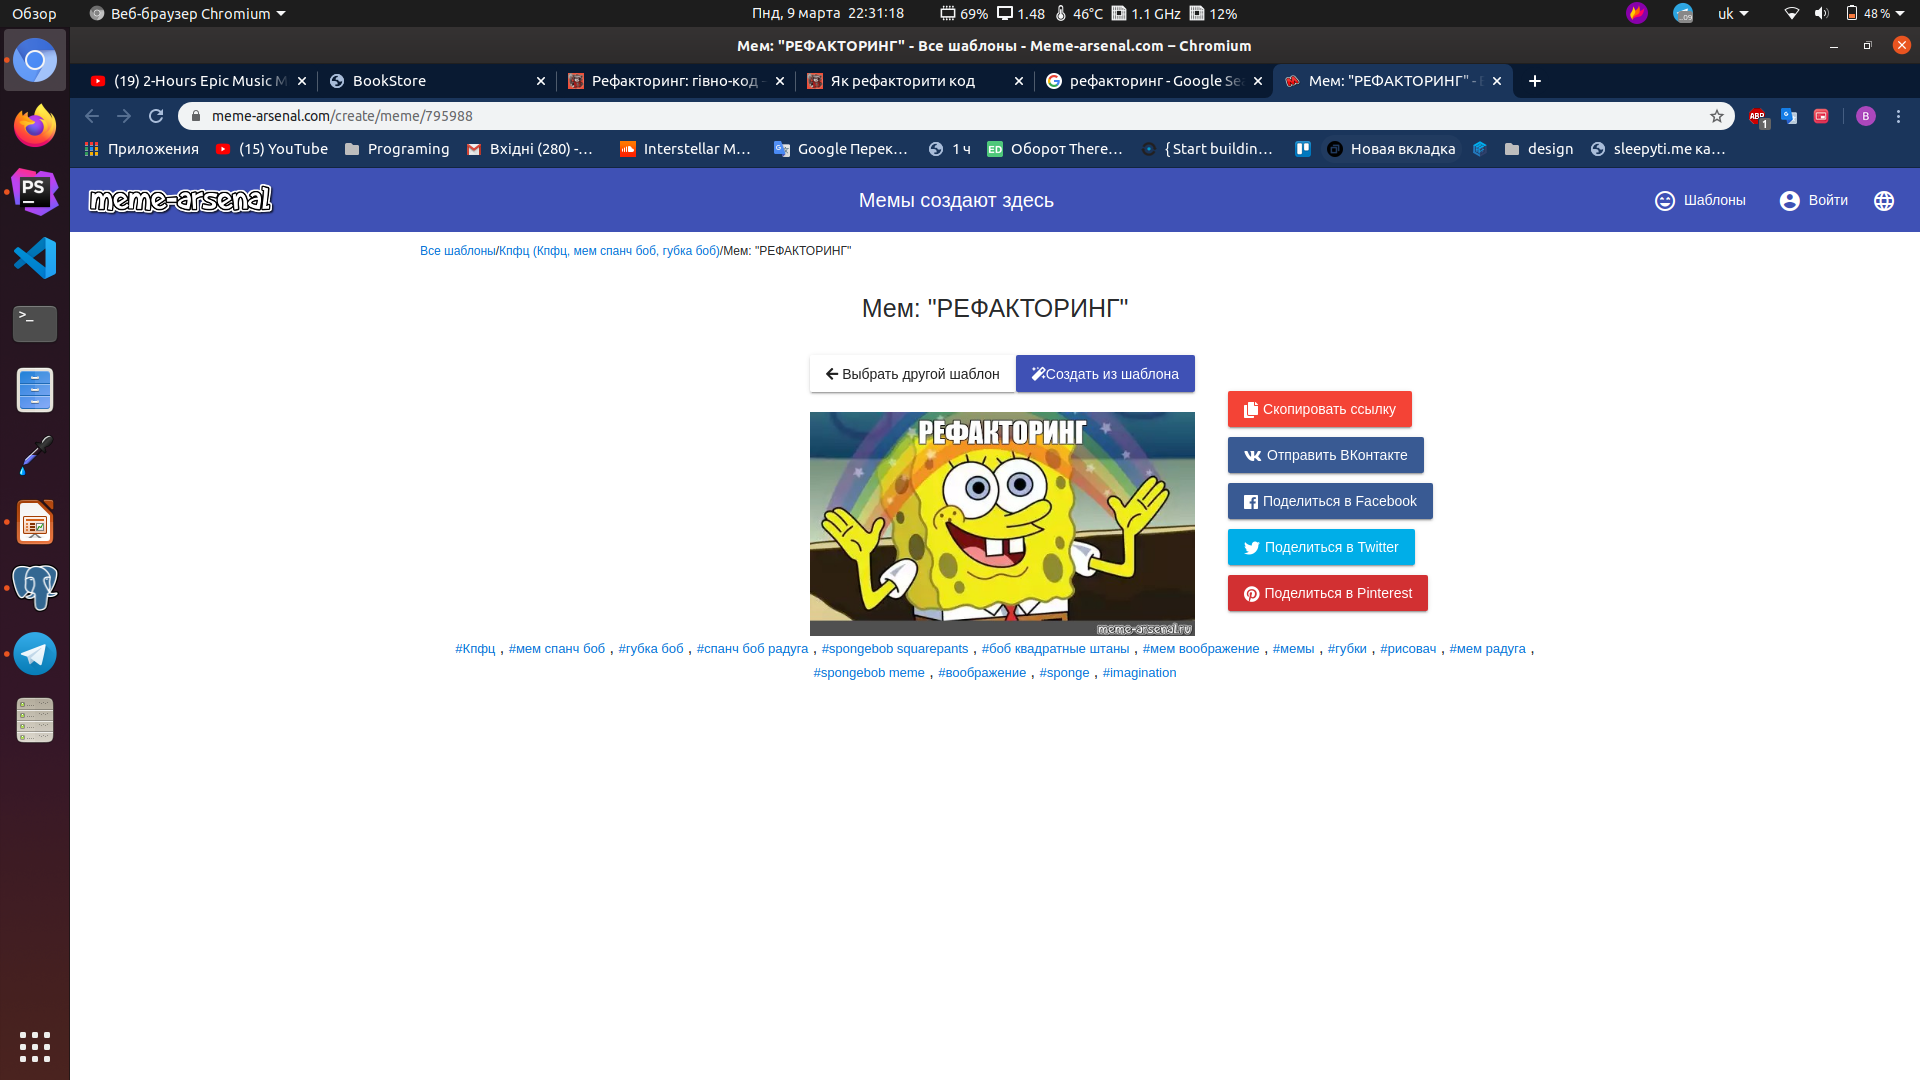 Обзор
Веб-браузер Chromium
Пнд, 9 марта 22:31:18
69% 1.48 46°C 1.1 GHz 12%
uk
48 %
Мем: "РЕФАКТОРИНГ" - Все шаблоны - Meme-arsenal.com – Chromium
(19) 2-Hours Epic Music M
BookStore
Рефакторинг: гівно-код -
Як рефакторити код
рефакторинг - Google Sea
Мем: "РЕФАКТОРИНГ" - В
meme-arsenal.com/create/meme/795988
ABP
1
B
Приложения
(15) YouTube
Programing
Вхідні (280) -…
Interstellar M…
Google Перек…
1 ч
ED
Оборот There…
{ Start buildin…
Новая вкладка
design
sleepyti.me ка…
PS
>_
meme-arsenal
Мемы создают здесь
Шаблоны
Войти
Все шаблоны/Кпфц (Кпфц, мем спанч боб, губка боб)/Мем: "РЕФАКТОРИНГ"
Мем: "РЕФАКТОРИНГ"
Выбрать другой шаблон
Создать из шаблона
РЕФАКТОРИНГ
meme-arsenal.ru
Скопировать ссылку
Отправить ВКонтакте
Поделиться в Facebook
Поделиться в Twitter
Поделиться в Pinterest
#Кпфц , #мем спанч боб , #губка боб , #спанч боб радуга , #spongebob squarepants , #боб квадратные штаны , #мем воображение , #мемы , #губки , #рисовач , #мем радуга ,
#spongebob meme , #воображение , #sponge , #imagination